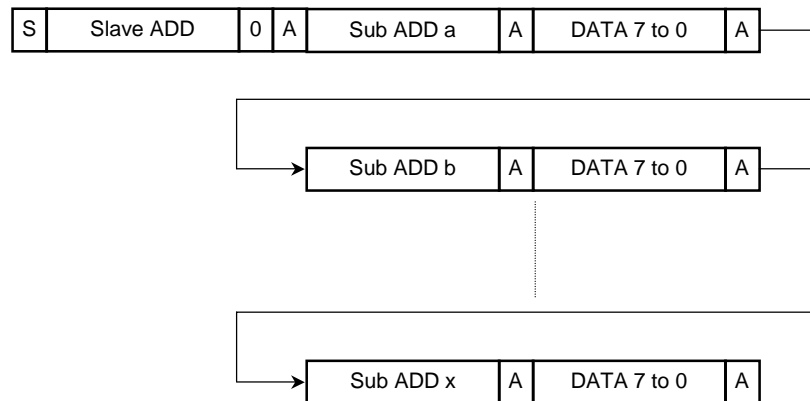 S Slave ADD 0 A Sub ADD a A DATA 7 to 0 A
Sub ADD b A DATA 7 to 0 A
Sub ADD x A DATA 7 to 0 A